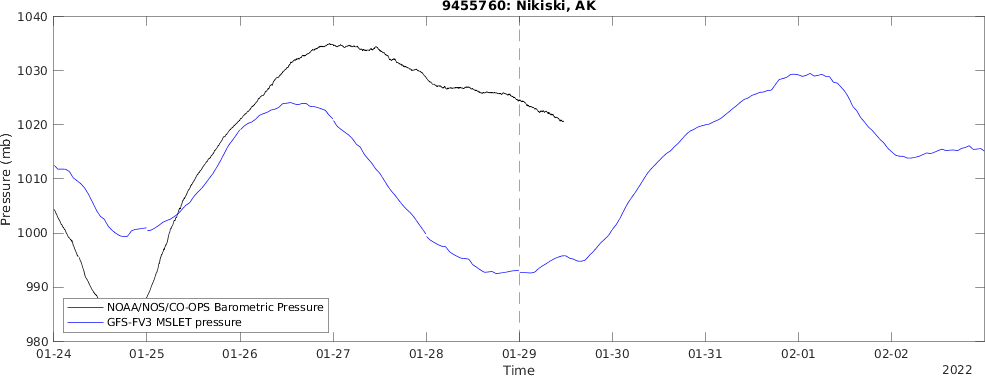 9455760: Nikiski, AK
1040
1030
1020
1010
1000
990
980
Pressure (mb)
NOAA/NOS/CO-OPS Barometric Pressure
GFS-FV3 MSLET pressure
01-24 01-25 01-26 01-27 01-28 01-29 01-30 01-31 02-01 02-02
Time
2022